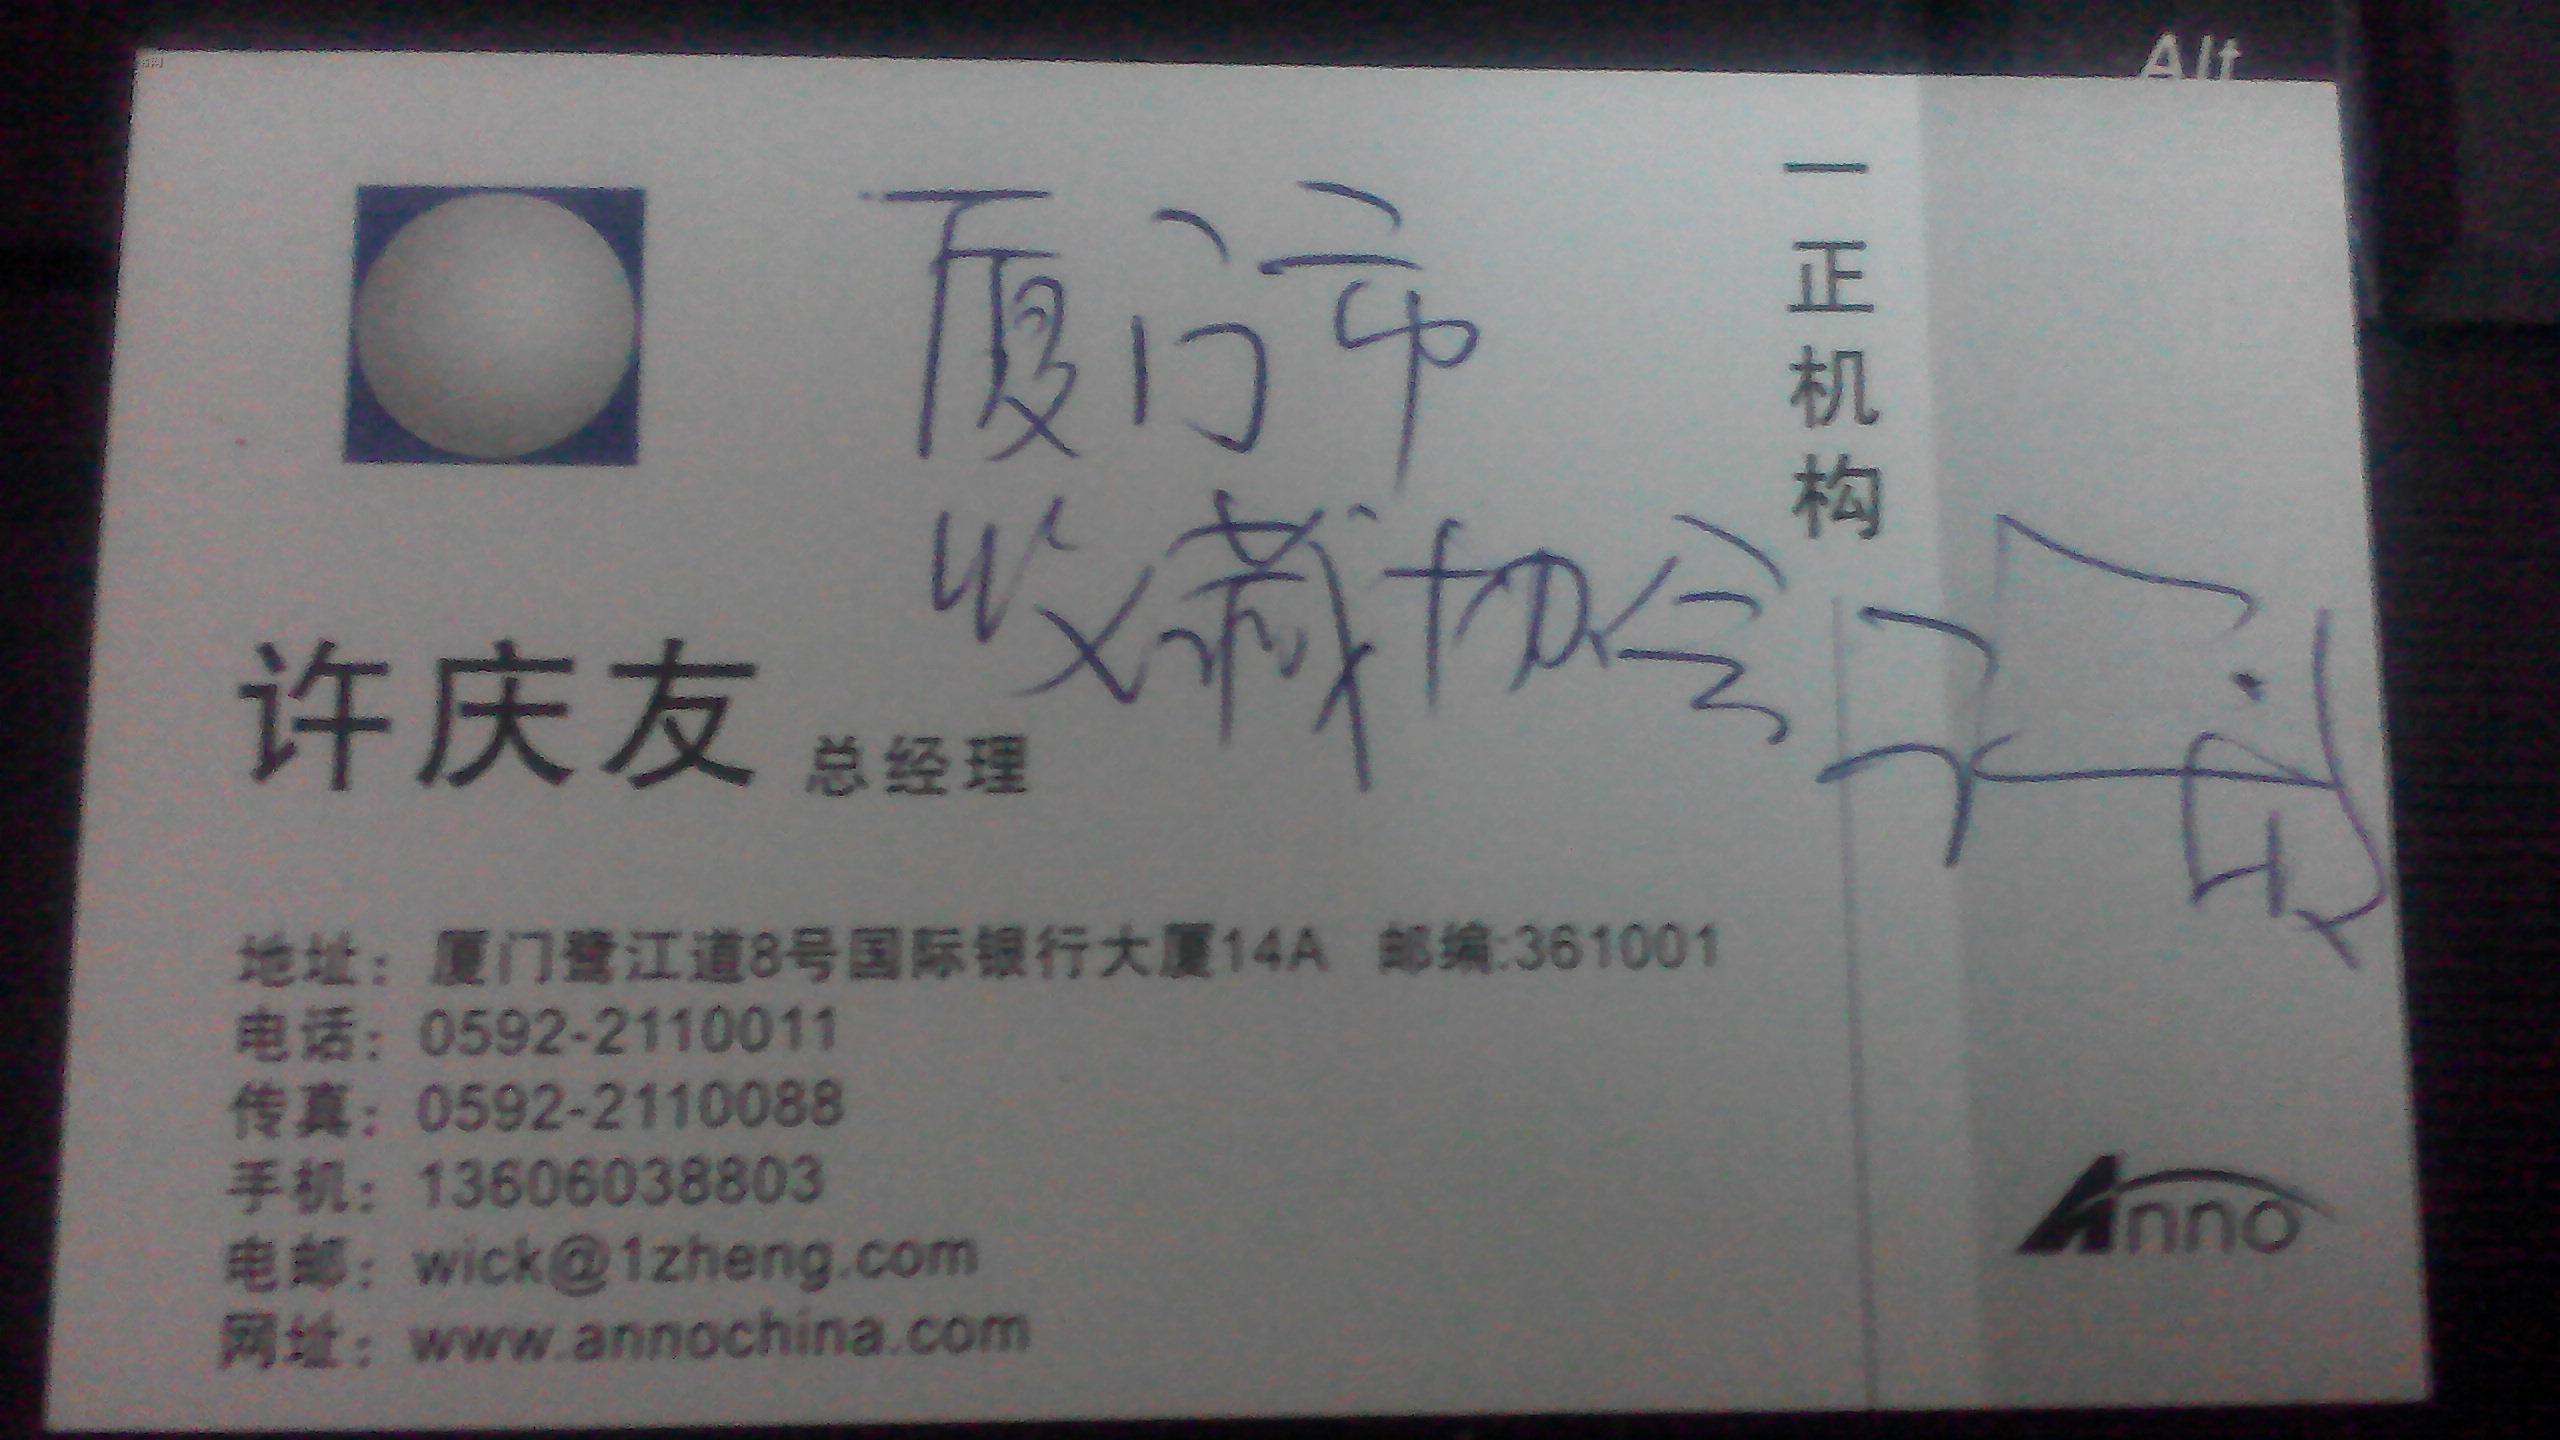 Alt
一正机构
厦门市
收藏协会
许庆友 总经理
地址：厦门鹭江道8号国际银行大厦14A 邮编:361001
电话：0592-2110011
传真：0592-2110088
手机：13606038803
电邮：wick@1zheng.com
网址：www.annochina.com
Anno